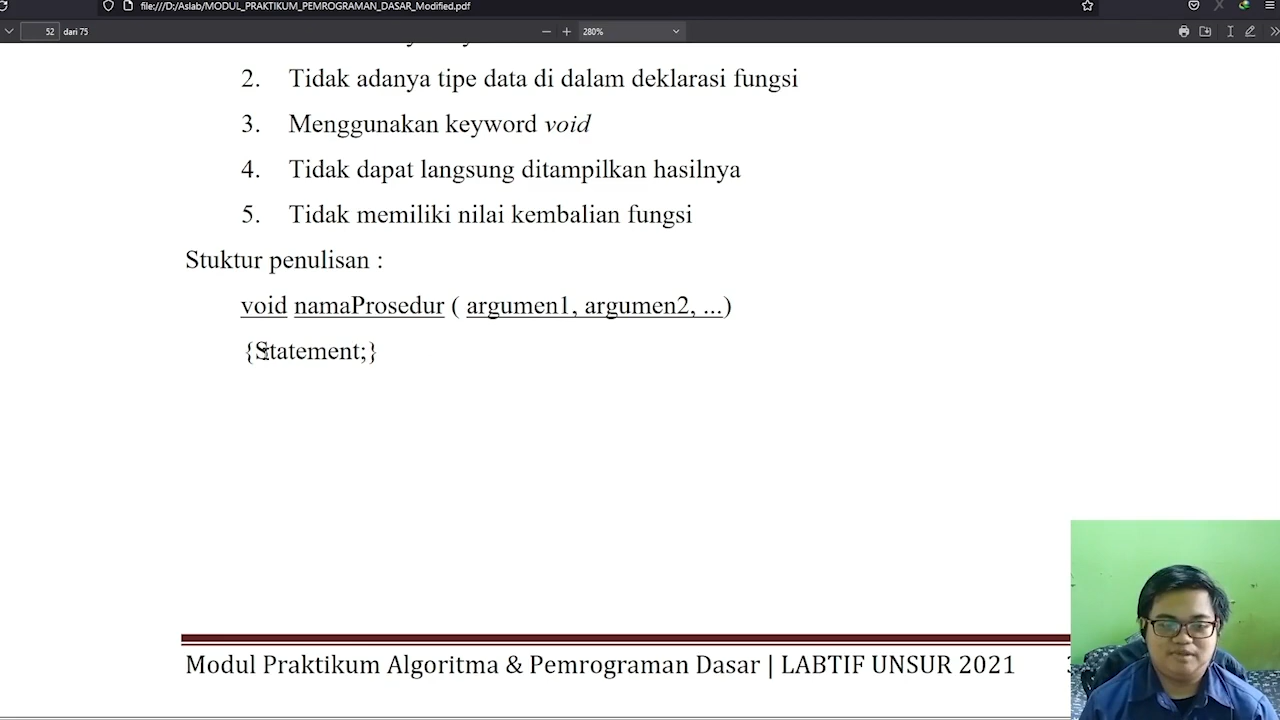 file:///D:/Aslab/MODUL_PRAKTIKUM_PEMROGRAMAN_DASAR_Modified.pdf
52 dari 75 280%
2. Tidak adanya tipe data di dalam deklarasi fungsi
3. Menggunakan keyword void
4. Tidak dapat langsung ditampilkan hasilnya
5. Tidak memiliki nilai kembalian fungsi
Stuktur penulisan :
void namaProsedur ( argumen1, argumen2, ...)
{Statement;}
Modul Praktikum Algoritma & Pemrograman Dasar | LABTIF UNSUR 2021